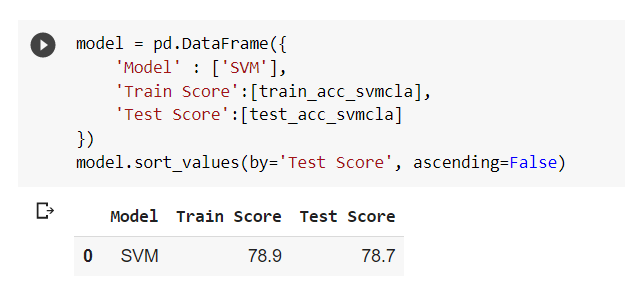 model = pd.DataFrame({
    'Model' : ['SVM'],
    'Train Score':[train_acc_svmcla],
    'Test Score':[test_acc_svmcla]
})
model.sort_values(by='Test Score', ascending=False)
Model Train Score Test Score
0 SVM 78.9 78.7